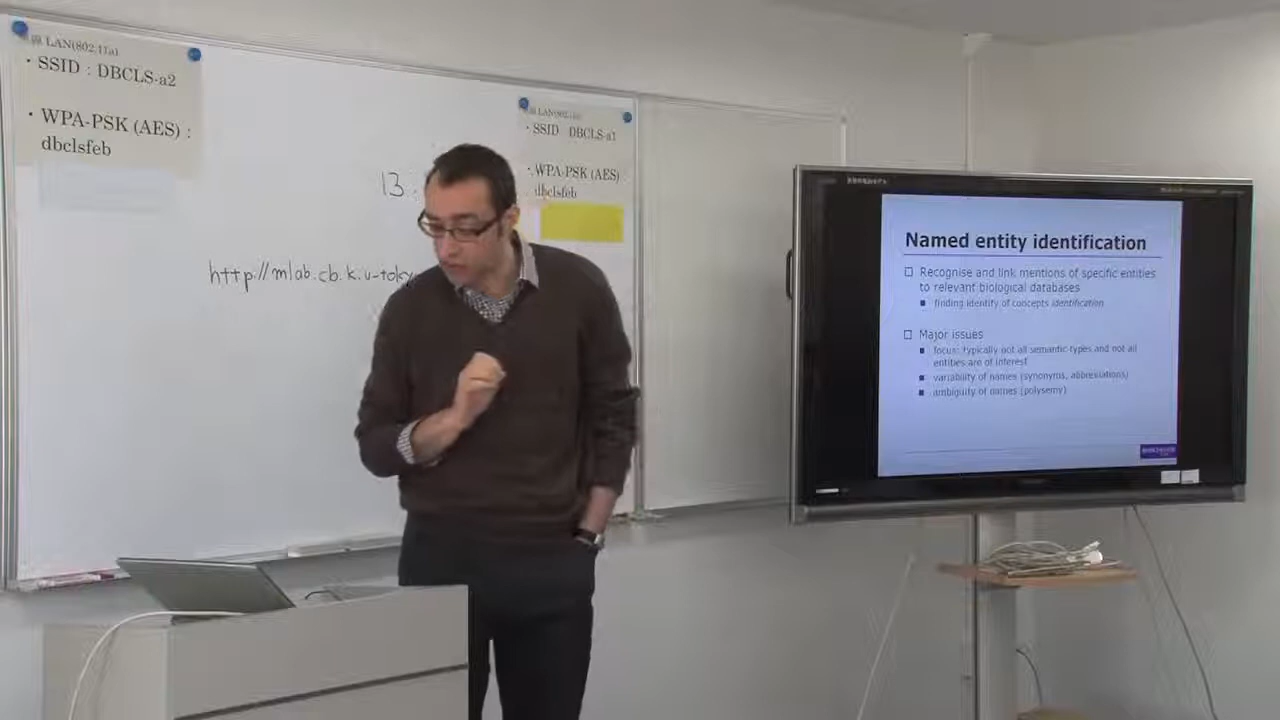 LAN(802.11a)
・SSID : DBCLS-a2
・WPA-PSK (AES) :
dbclsfeb
・SSID DBCLS-a1
・WPA-PSK (AES)
dbclsfeb
13
http://mlab.cb.k.u-toky
Named entity identification
Recognise and link mentions of specific entities
to relevant biological databases
finding identity of concepts identification
Major issues
focus: typically not all semantic types and not all
entities are of interest
variability of names (synonyms, abbreviations)
ambiguity of names (polysemy)